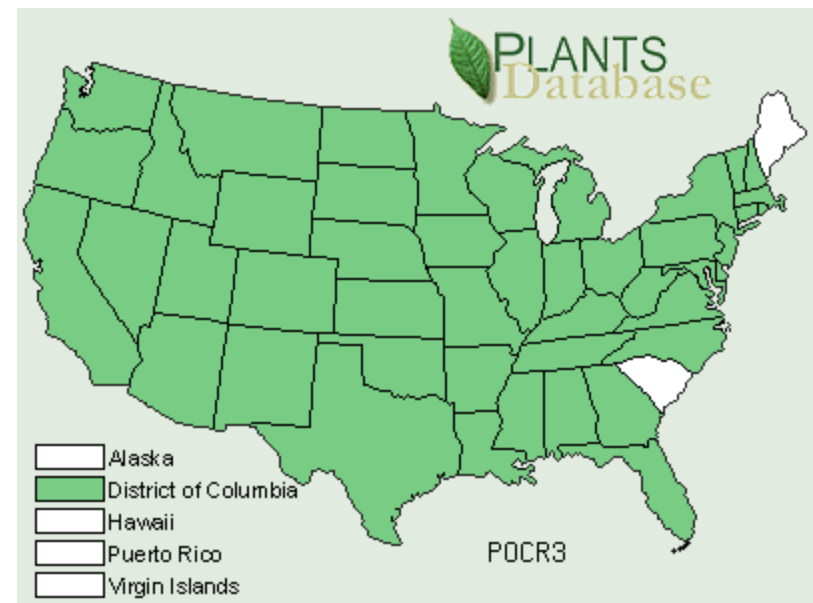 PLANTS
Database
Alaska
District of Columbia
Hawaii
Puerto Rico
Virgin Islands
POCR3